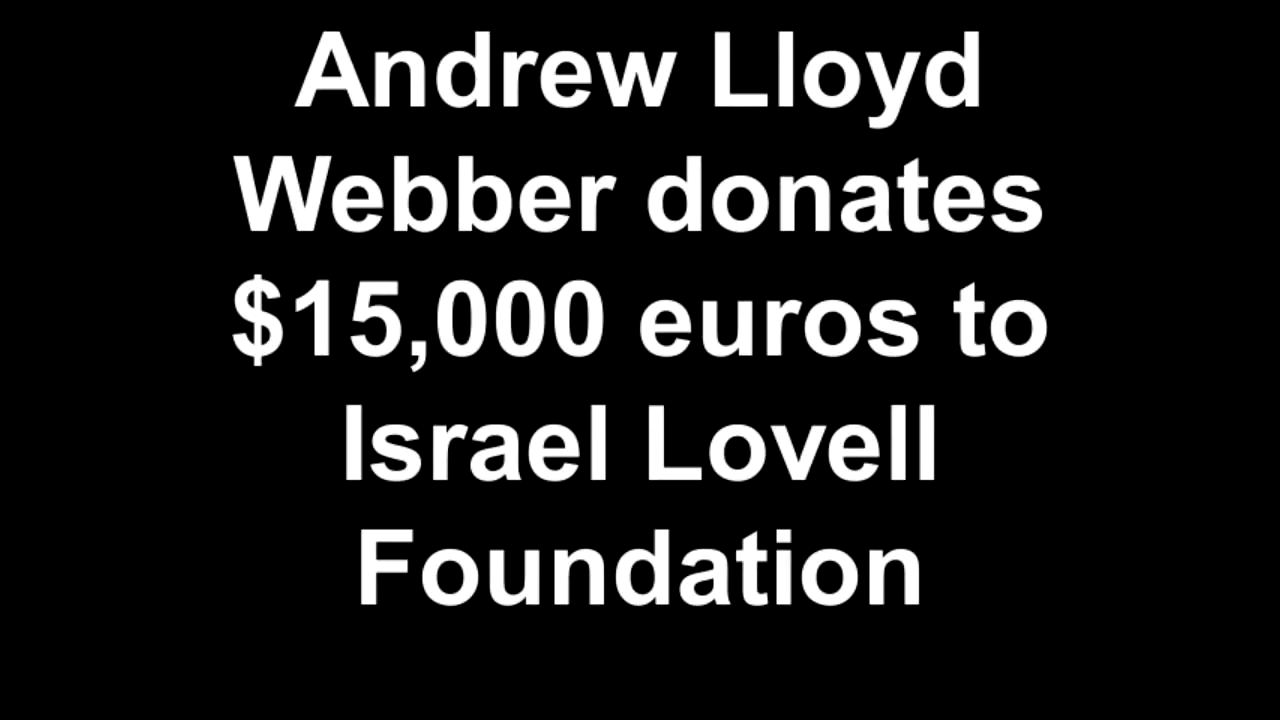 Andrew Lloyd
Webber donates
$15,000 euros to
Israel Lovell
Foundation